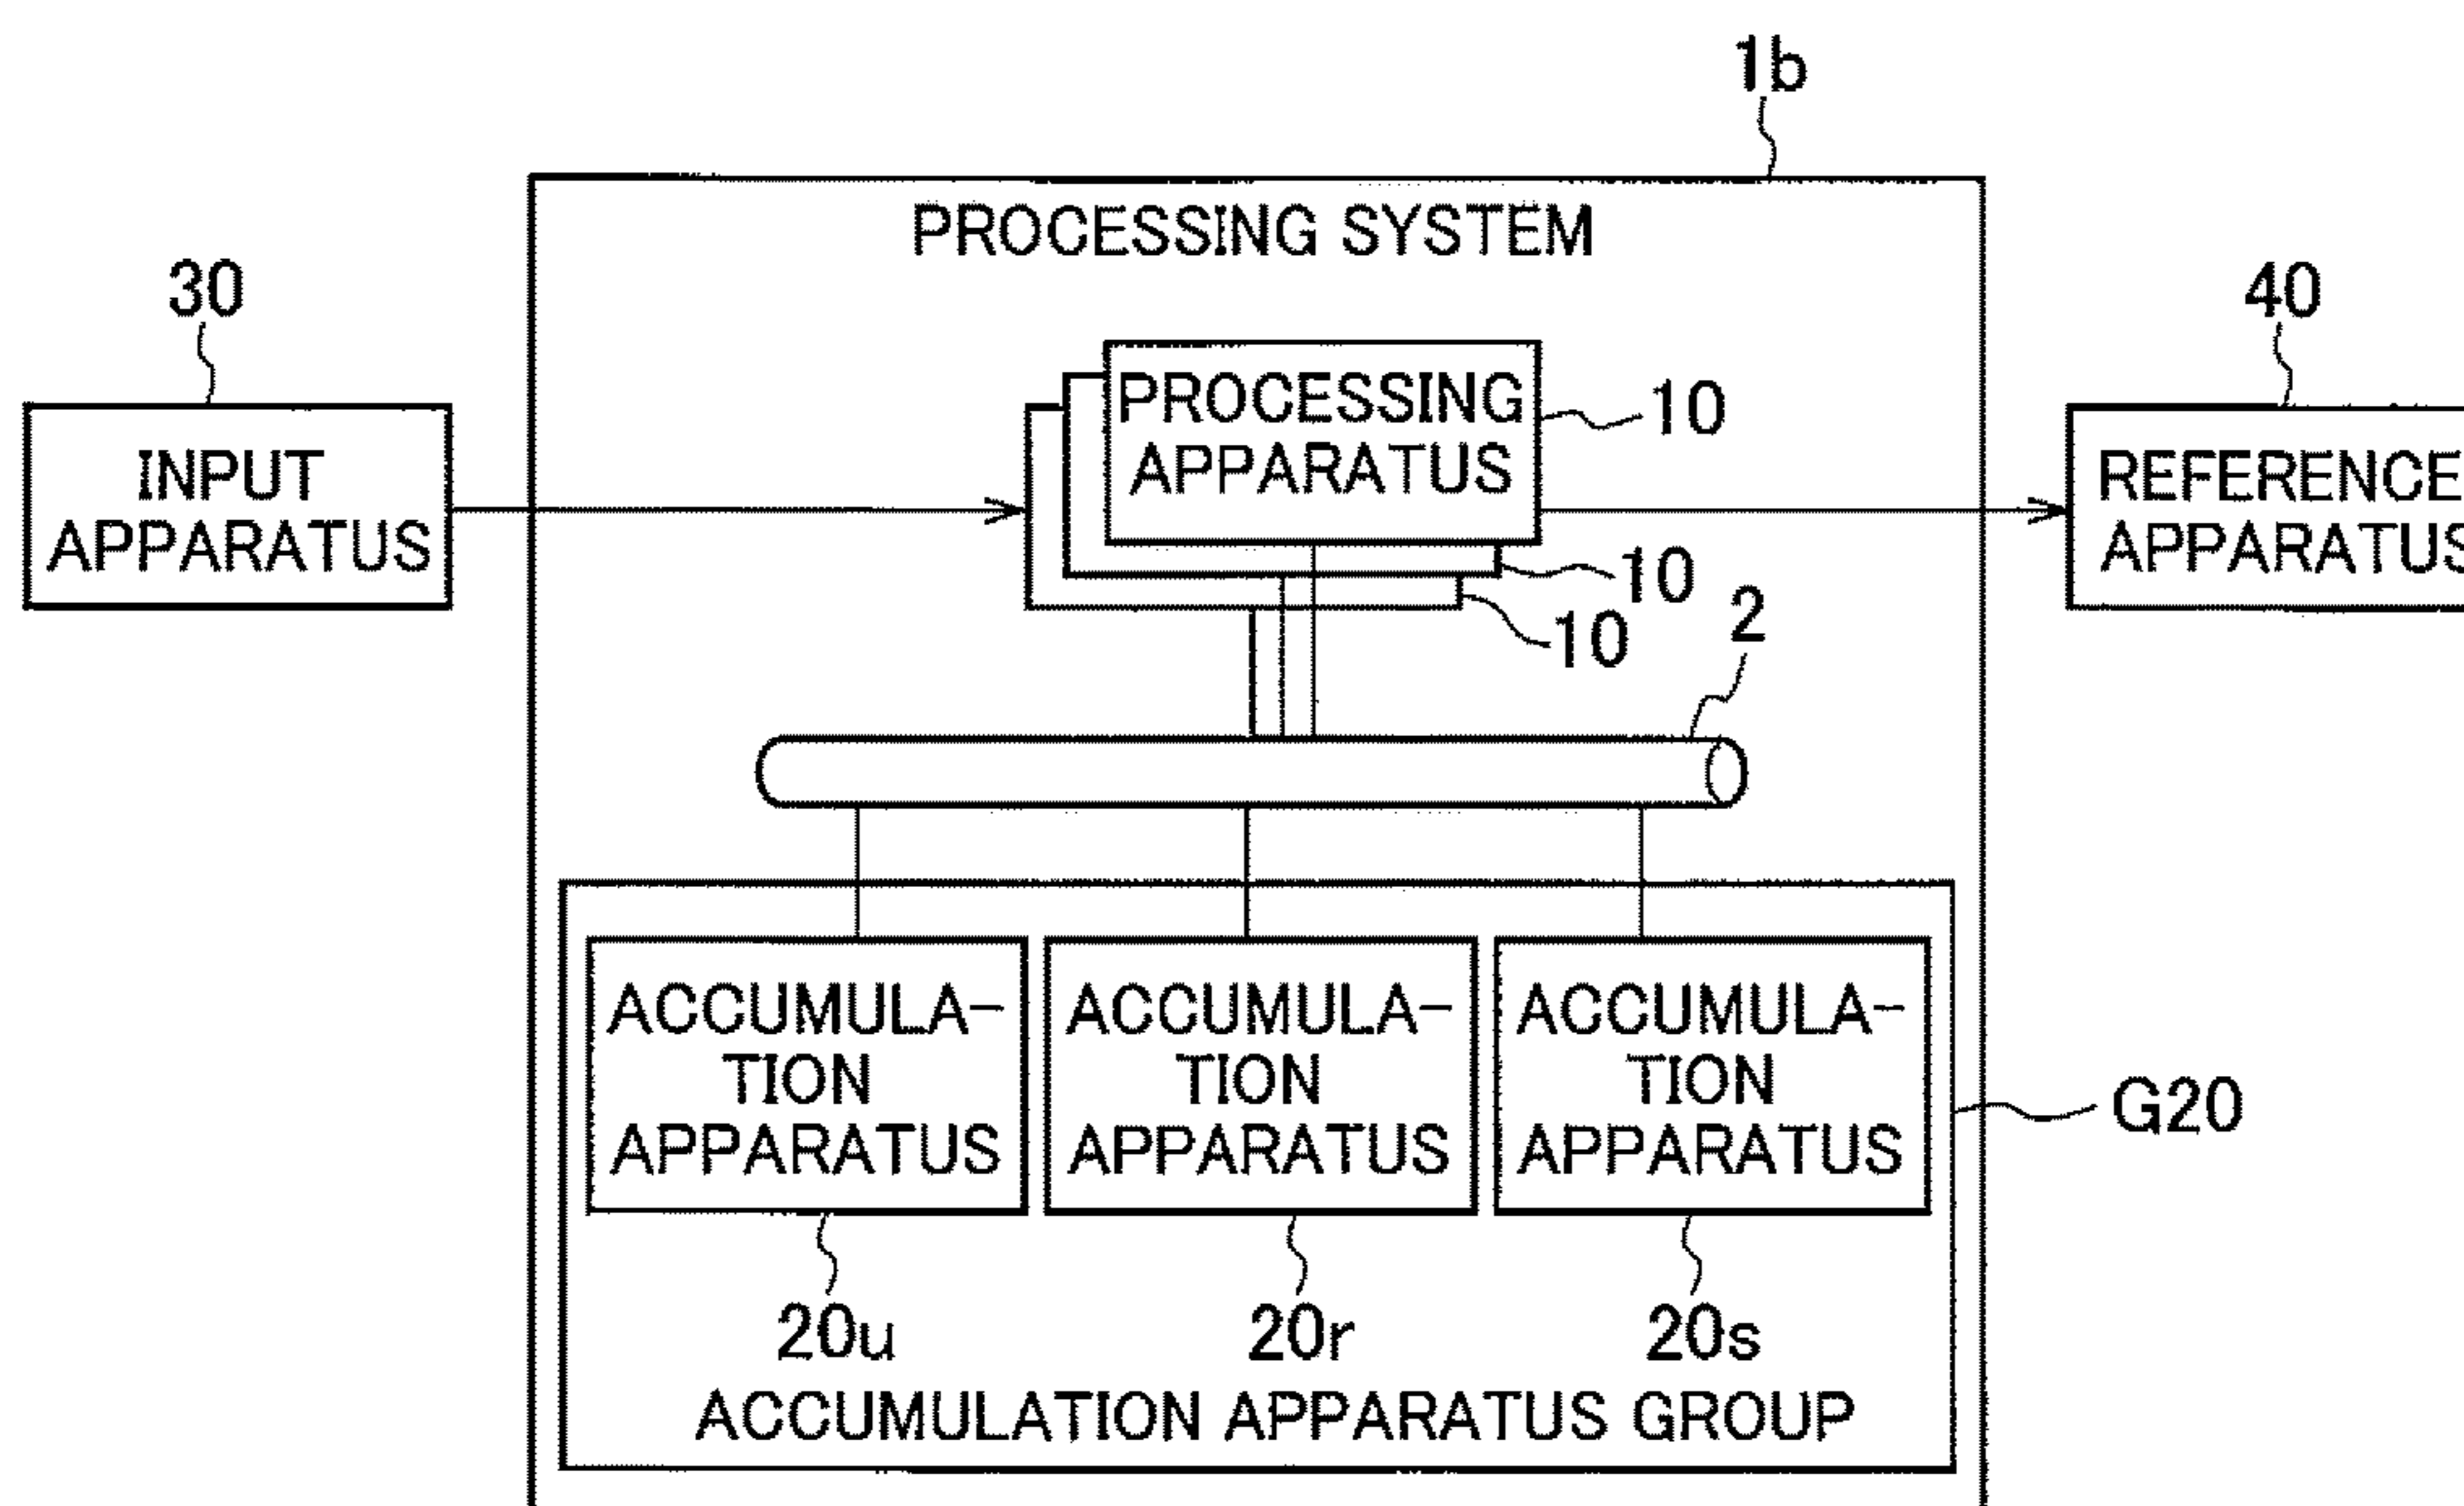 1b
PROCESSING SYSTEM
30
40
PROCESSING
APPARATUS
10
INPUT
APPARATUS
REFERENCE
10
10
2
ACCUMULA-
TION
APPARATUS
ACCUMULA-
TION
APPARATUS
ACCUMULA-
TION
APPARATUS
G20
20u
20r
20s
ACCUMULATION APPARATUS GROUP